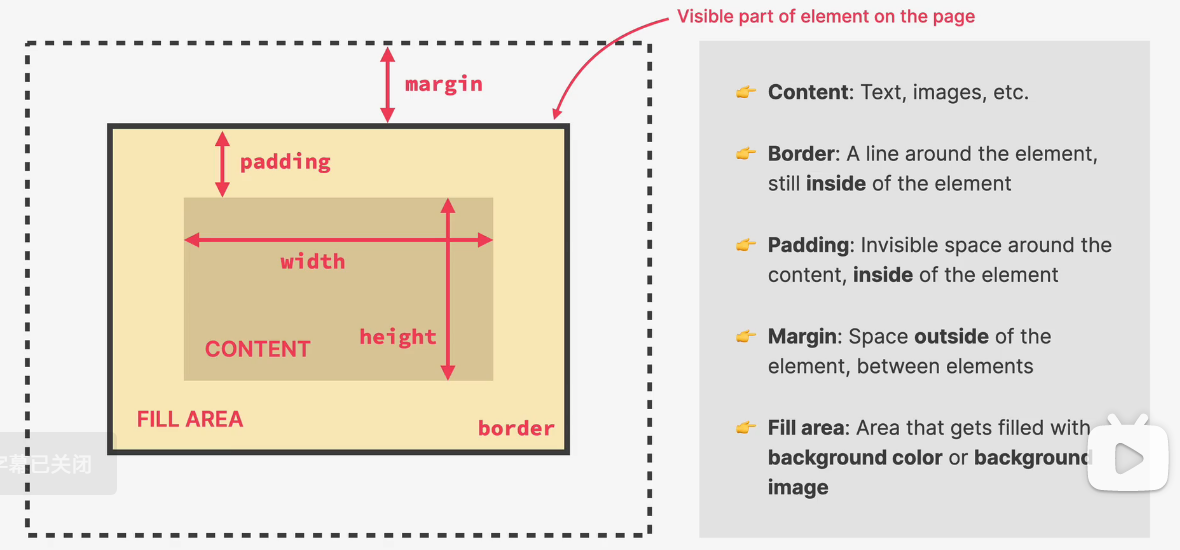 Visible part of element on the page
margin
padding
width
height
CONTENT
FILL AREA
border
字幕已关闭
Content: Text, images, etc.
Border: A line around the element,
still inside of the element
Padding: Invisible space around the
content, inside of the element
Margin: Space outside of the
element, between elements
Fill area: Area that gets filled with
background color or background
image